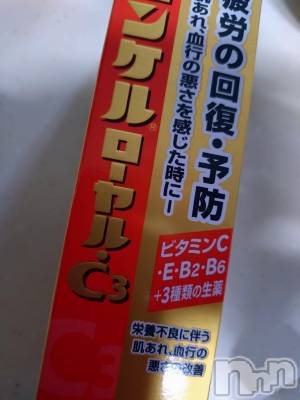 疲労の回復・予防
肌あれ、血行の悪さを感じた時に
ンケルローヤル・C3
ビタミンC
・E・B2・B6
+3種類の生薬
栄養不良に伴う
肌あれ、血行の
悪さの改善
C3